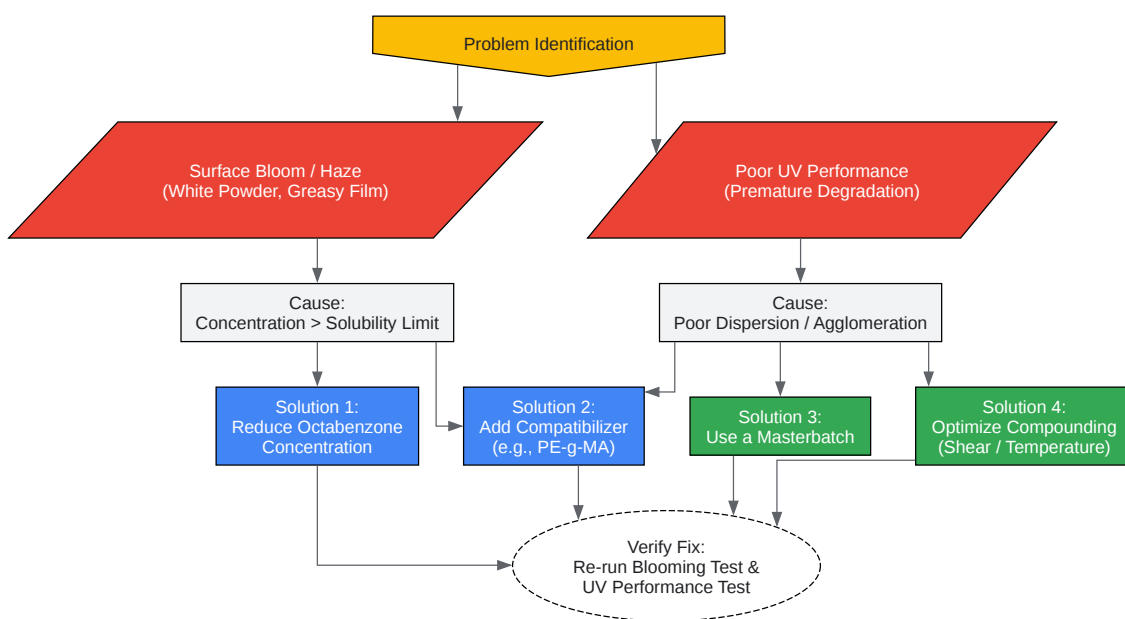 Problem Identification
Surface Bloom / Haze
(White Powder, Greasy Film)
Poor UV Performance
(Premature Degradation)
Cause:
Concentration > Solubility Limit
Cause:
Poor Dispersion / Agglomeration
Solution 1:
Reduce Octabenzone
Concentration
Solution 2:
Add Compatibilizer
(e.g., PE-g-MA)
Solution 3:
Use a Masterbatch
Solution 4:
Optimize Compounding
(Shear / Temperature)
Verify Fix:
Re-run Blooming Test &
UV Performance Test